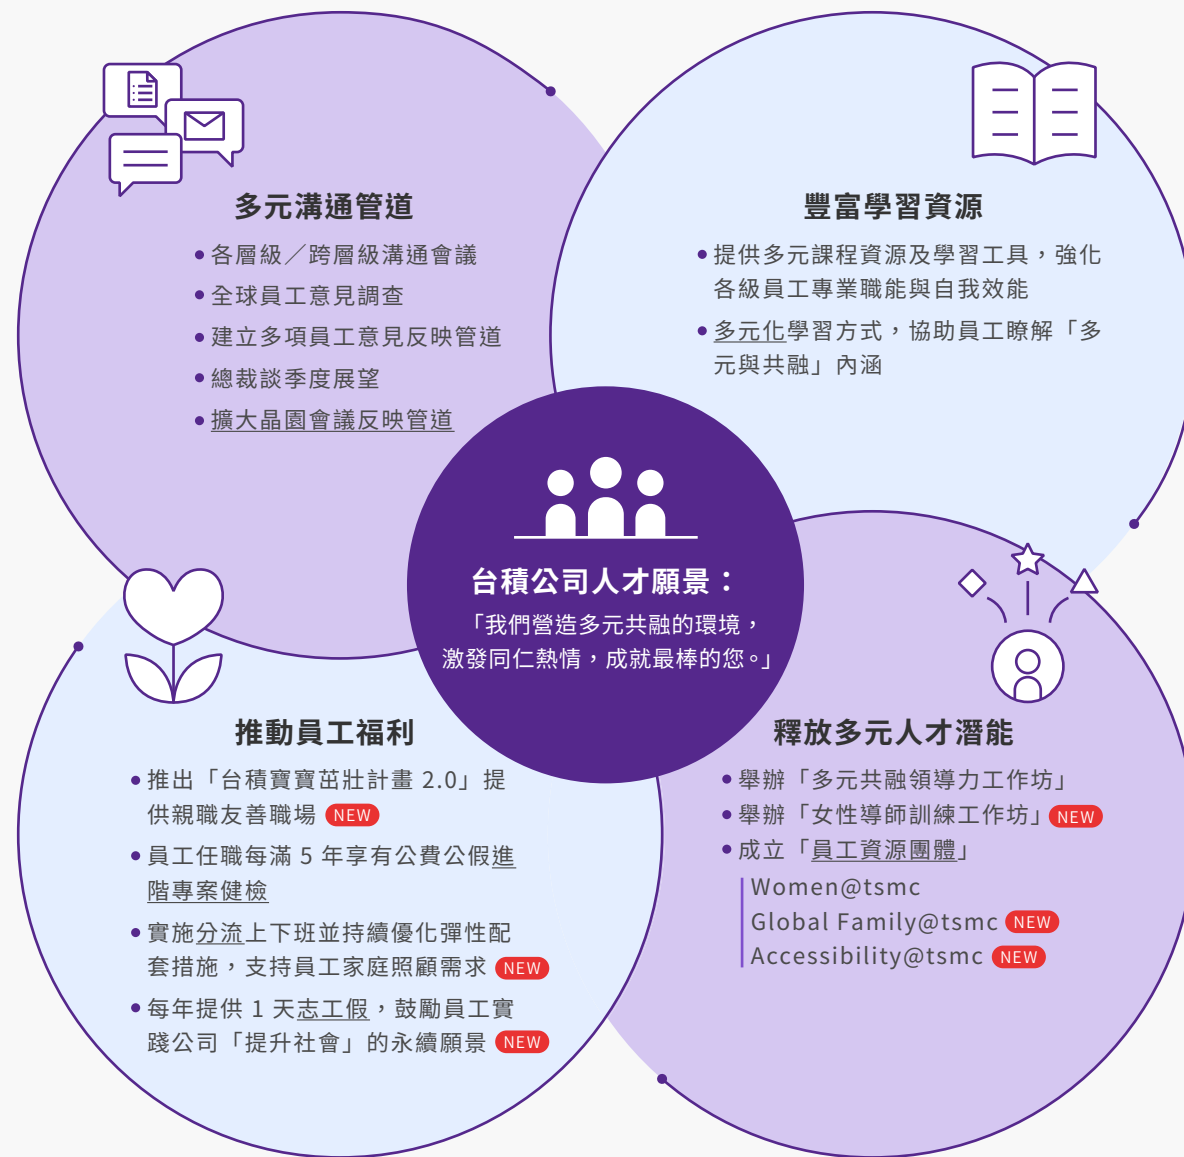 多元溝通管道
各層級／跨層級溝通會議
全球員工意見調查
建立多項員工意見反映管道
總裁談季度展望
擴大晶園會議反映管道
豐富學習資源
提供多元課程資源及學習工具，強化
各級員工專業職能與自我效能
多元化學習方式，協助員工瞭解「多
元與共融」內涵
台積公司人才願景：
「我們營造多元共融的環境，
激發同仁熱情，成就最棒的您。」
推動員工福利
推出「台積寶寶茁壯計畫 2.0」提
供親職友善職場 NEW
員工任職每滿 5 年享有公費公假進
階專案健檢
實施分流上下班並持續優化彈性配
套措施，支持員工家庭照顧需求 NEW
每年提供 1 天志工假，鼓勵員工實
踐公司「提升社會」的永續願景 NEW
釋放多元人才潛能
舉辦「多元共融領導力工作坊」
舉辦「女性導師訓練工作坊」 NEW
成立「員工資源團體」
Women@tsmc
Global Family@tsmc NEW
Accessibility@tsmc NEW